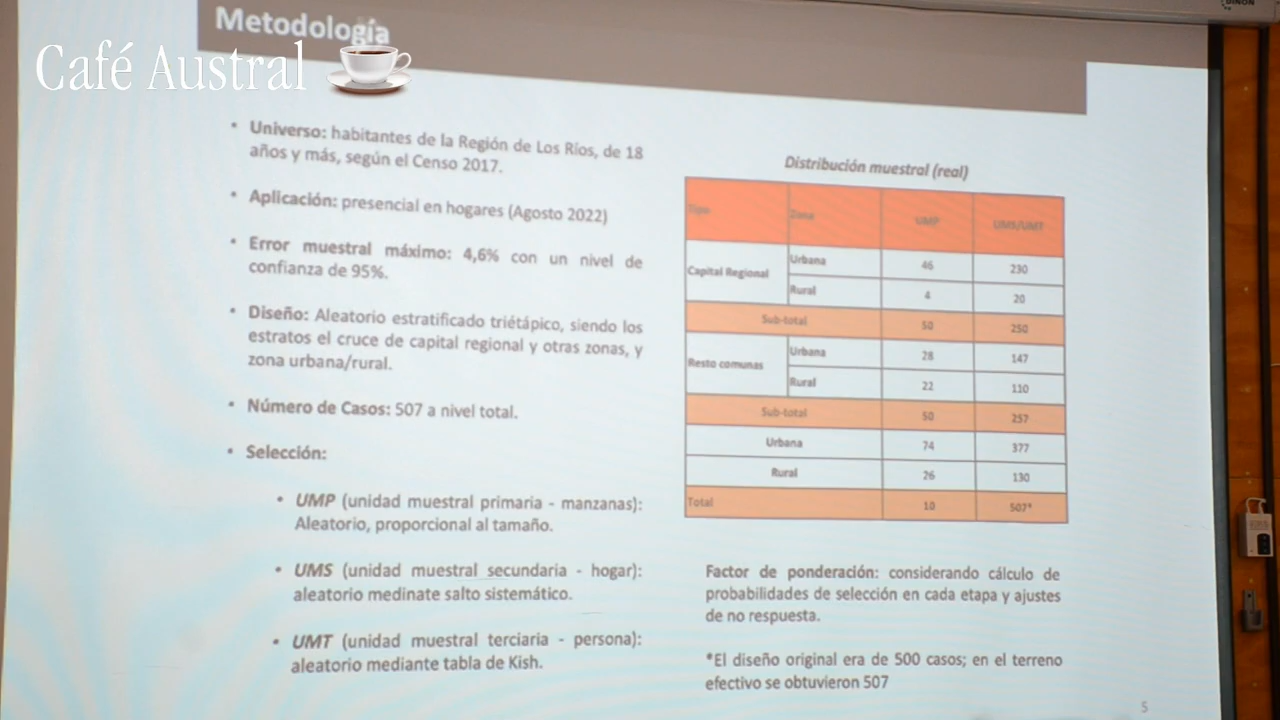 Metodología
Café Austral
• Universo: habitantes de la Región de Los Ríos, de 18
años y más, según el Censo 2017.
• Aplicación: presencial en hogares (Agosto 2022)
• Error muestral máximo: 4,6% con un nivel de
confianza de 95%.
• Diseño: Aleatorio estratificado triétápico, siendo los
estratos el cruce de capital regional y otras zonas, y
zona urbana/rural.
• Número de Casos: 507 a nivel total.
• Selección:
• UMP (unidad muestral primaria - manzanas):
Aleatorio, proporcional al tamaño.
• UMS (unidad muestral secundaria - hogar):
aleatorio medinate salto sistemático.
• UMT (unidad muestral terciaria - persona):
aleatorio mediante tabla de Kish.
Distribución muestral (real)
Tipo Zona UMP UMS/UMT
Capital Regional Urbana 46 230
Rural 4 20
Sub-total 50 250
Resto comunas Urbana 28 147
Rural 22 110
Sub-total 50 257
Urbana 74 377
Rural 26 130
Total 10 507*
Factor de ponderación: considerando cálculo de
probabilidades de selección en cada etapa y ajustes
de no respuesta.
*El diseño original era de 500 casos; en el terreno
efectivo se obtuvieron 507
5